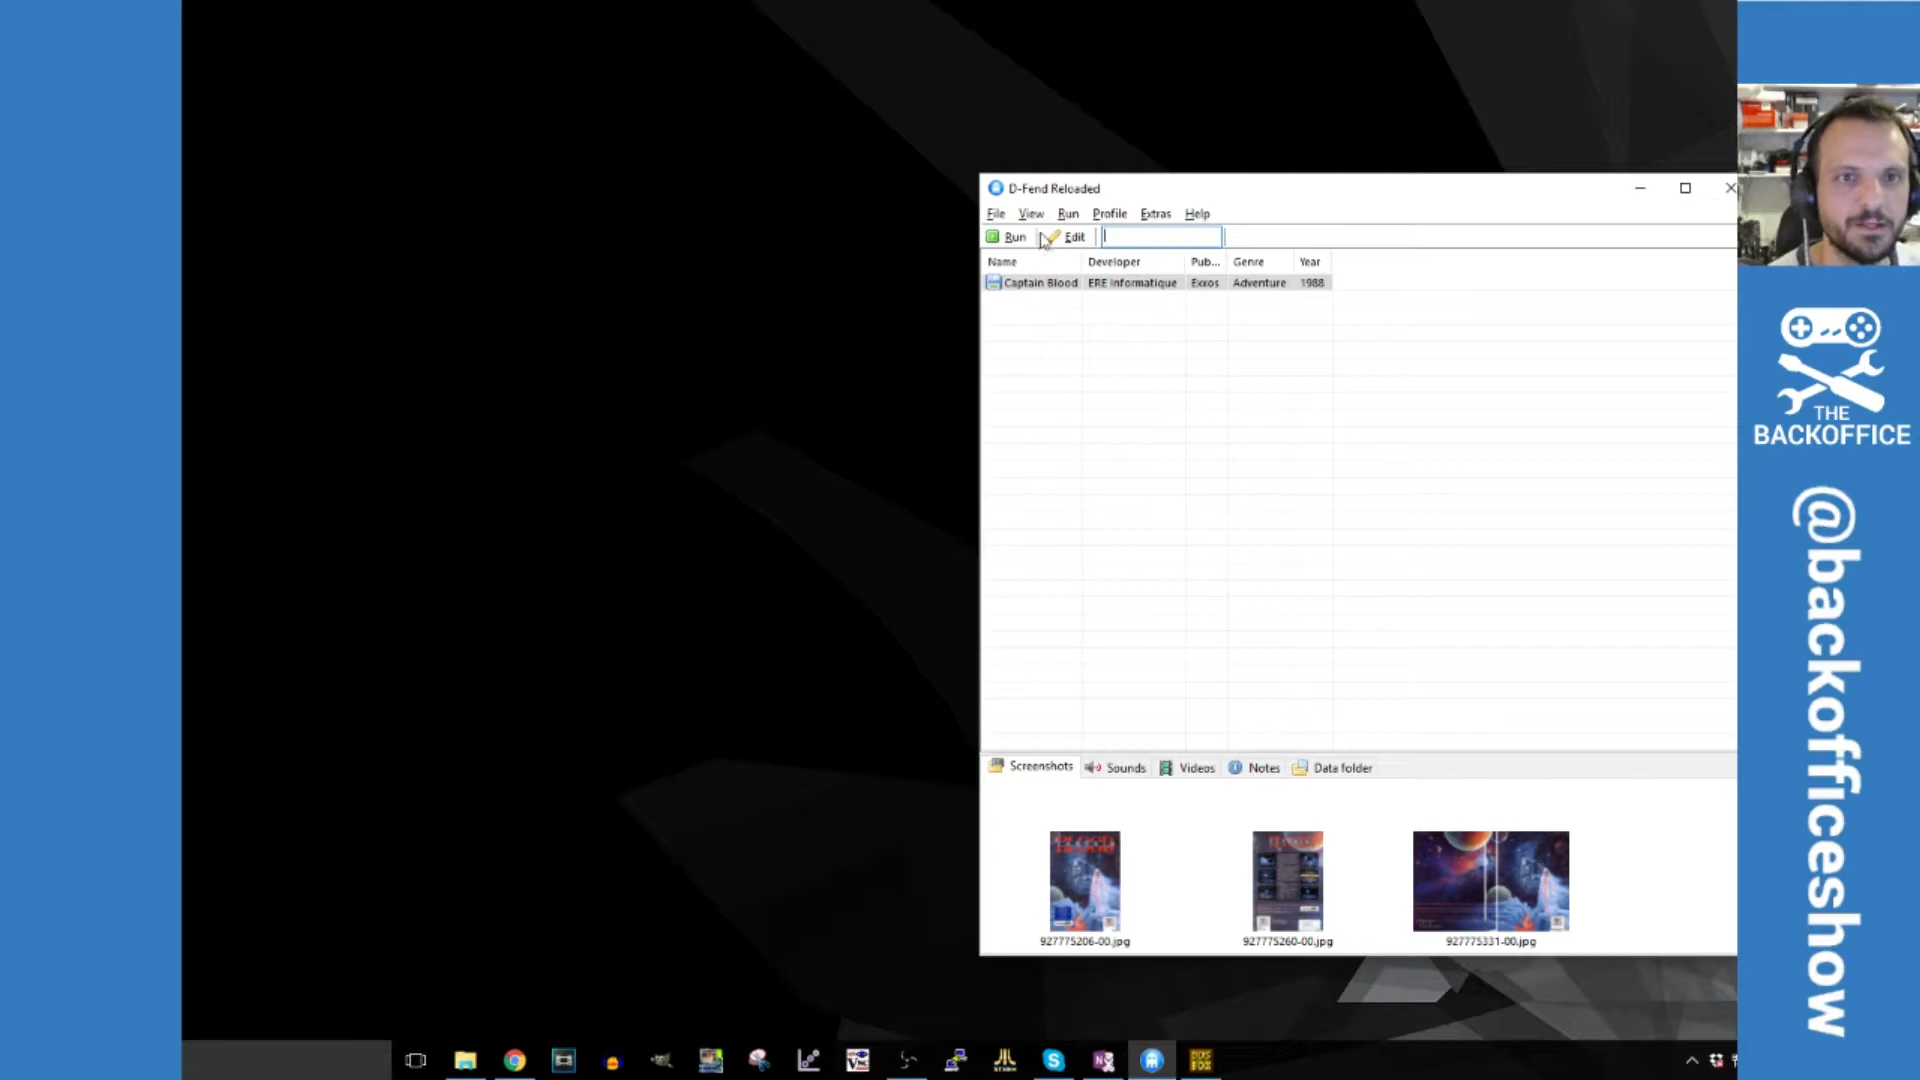 D-Fend Reloaded
File View Run Profile Extras Help
Run Edit
Name Developer Pub... Genre Year
Captain Blood ERE Informatique Exxos Adventure 1988
Screenshots Sounds Videos Notes Data folder
927775206-00.jpg 927775260-00.jpg 927775331-00.jpg
THE
BACKOFFICE
@backofficeshow